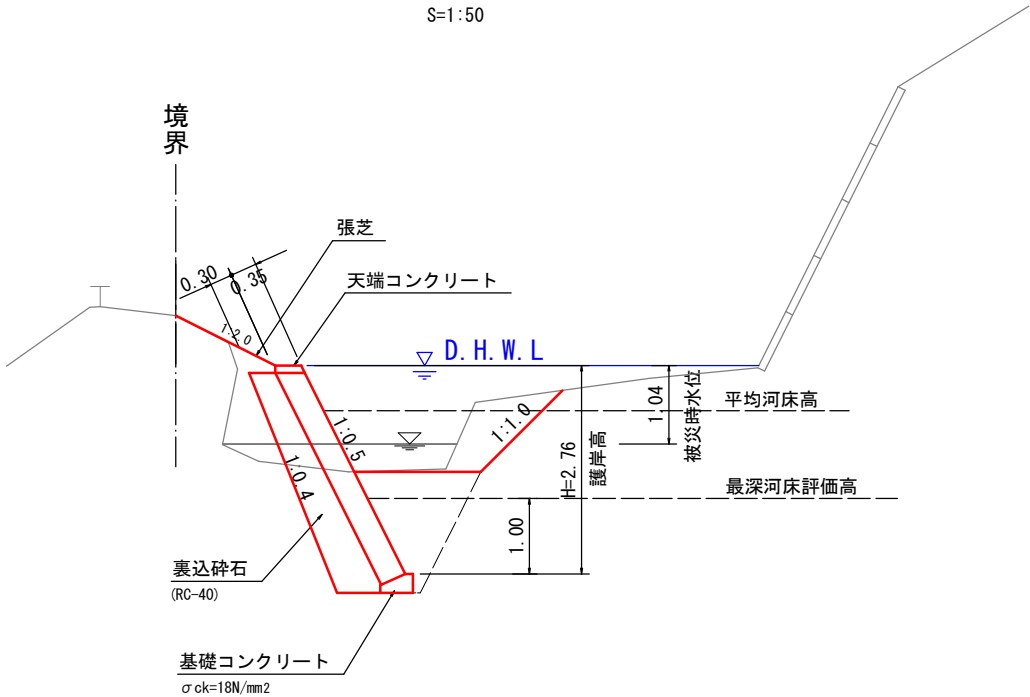 S=1:50
境界
張芝
0.30
0.35
天端コンクリート
1:2.0
D.H.W.L
1.04
被災時水位
平均河床高
1:0.5
1:1.0
H=2.76
護岸高
1:0.4
最深河床評価高
1.00
裏込砕石
(RC-40)
基礎コンクリート
σck=18N/mm2